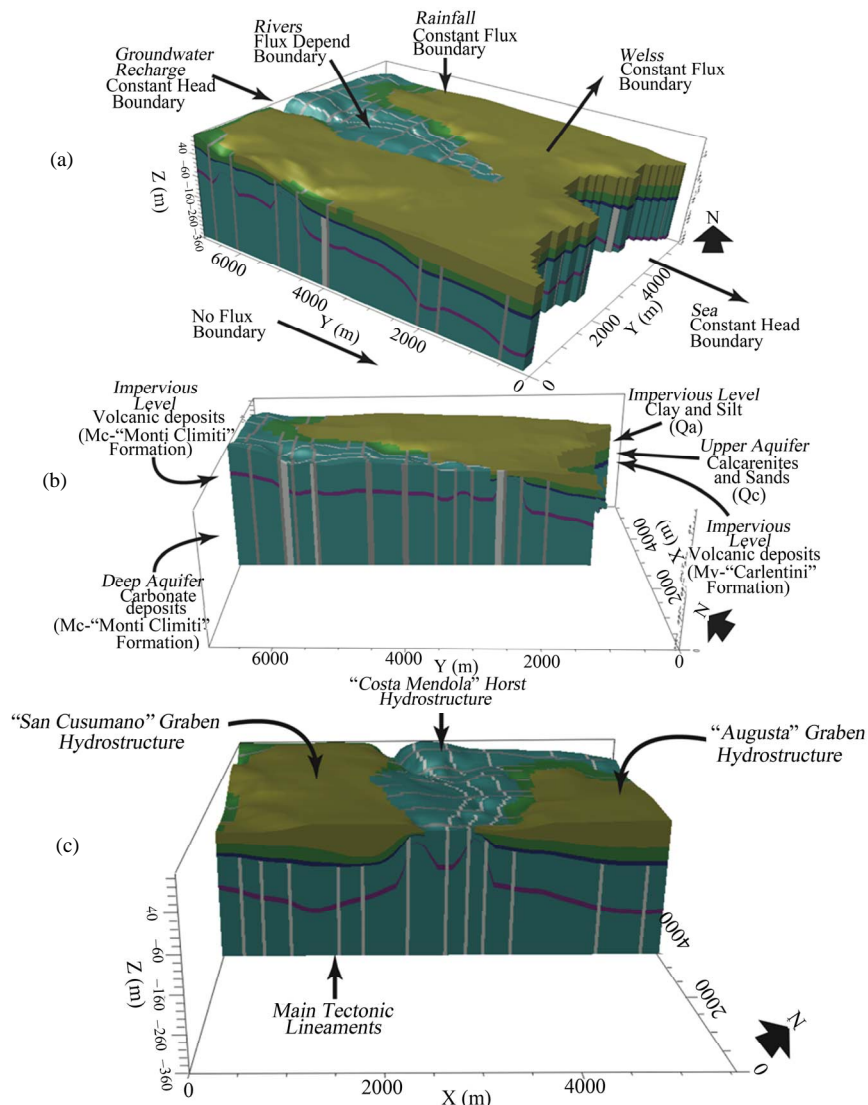 Rainfall
Constant Flux
Boundary
Rivers
Flux Depend
Boundary
Groundwater
Recharge
Constant Head
Boundary
Welss
Constant Flux
Boundary
(a)
Z (m)
40
−60
−160
−260
−360
6000
4000
2000
0
Y (m)
No Flux
Boundary
0
2000
4000
Y (m)
N
Sea
Constant Head
Boundary
(b)
Impervious
Level
Volcanic deposits
(Mc-“Monti Climiti”
Formation)
Deep Aquifer
Carbonate
deposits
(Mc-“Monti Climiti”
Formation)
Impervious Level
Clay and Silt
(Qa)
Upper Aquifer
Calcarenites
and Sands
(Qc)
Impervious
Level
Volcanic deposits
(Mv-“Carlentini”
Formation)
4000
X (m)
2000
N
6000
4000
2000
0
Y (m)
“Costa Mendola” Horst
Hydrostructure
“San Cusumano” Graben
Hydrostructure
“Augusta” Graben
Hydrostructure
(c)
Z (m)
40
−60
−160
−260
−360
Main Tectonic
Lineaments
4000
2000
0
N
0
2000
4000
X (m)